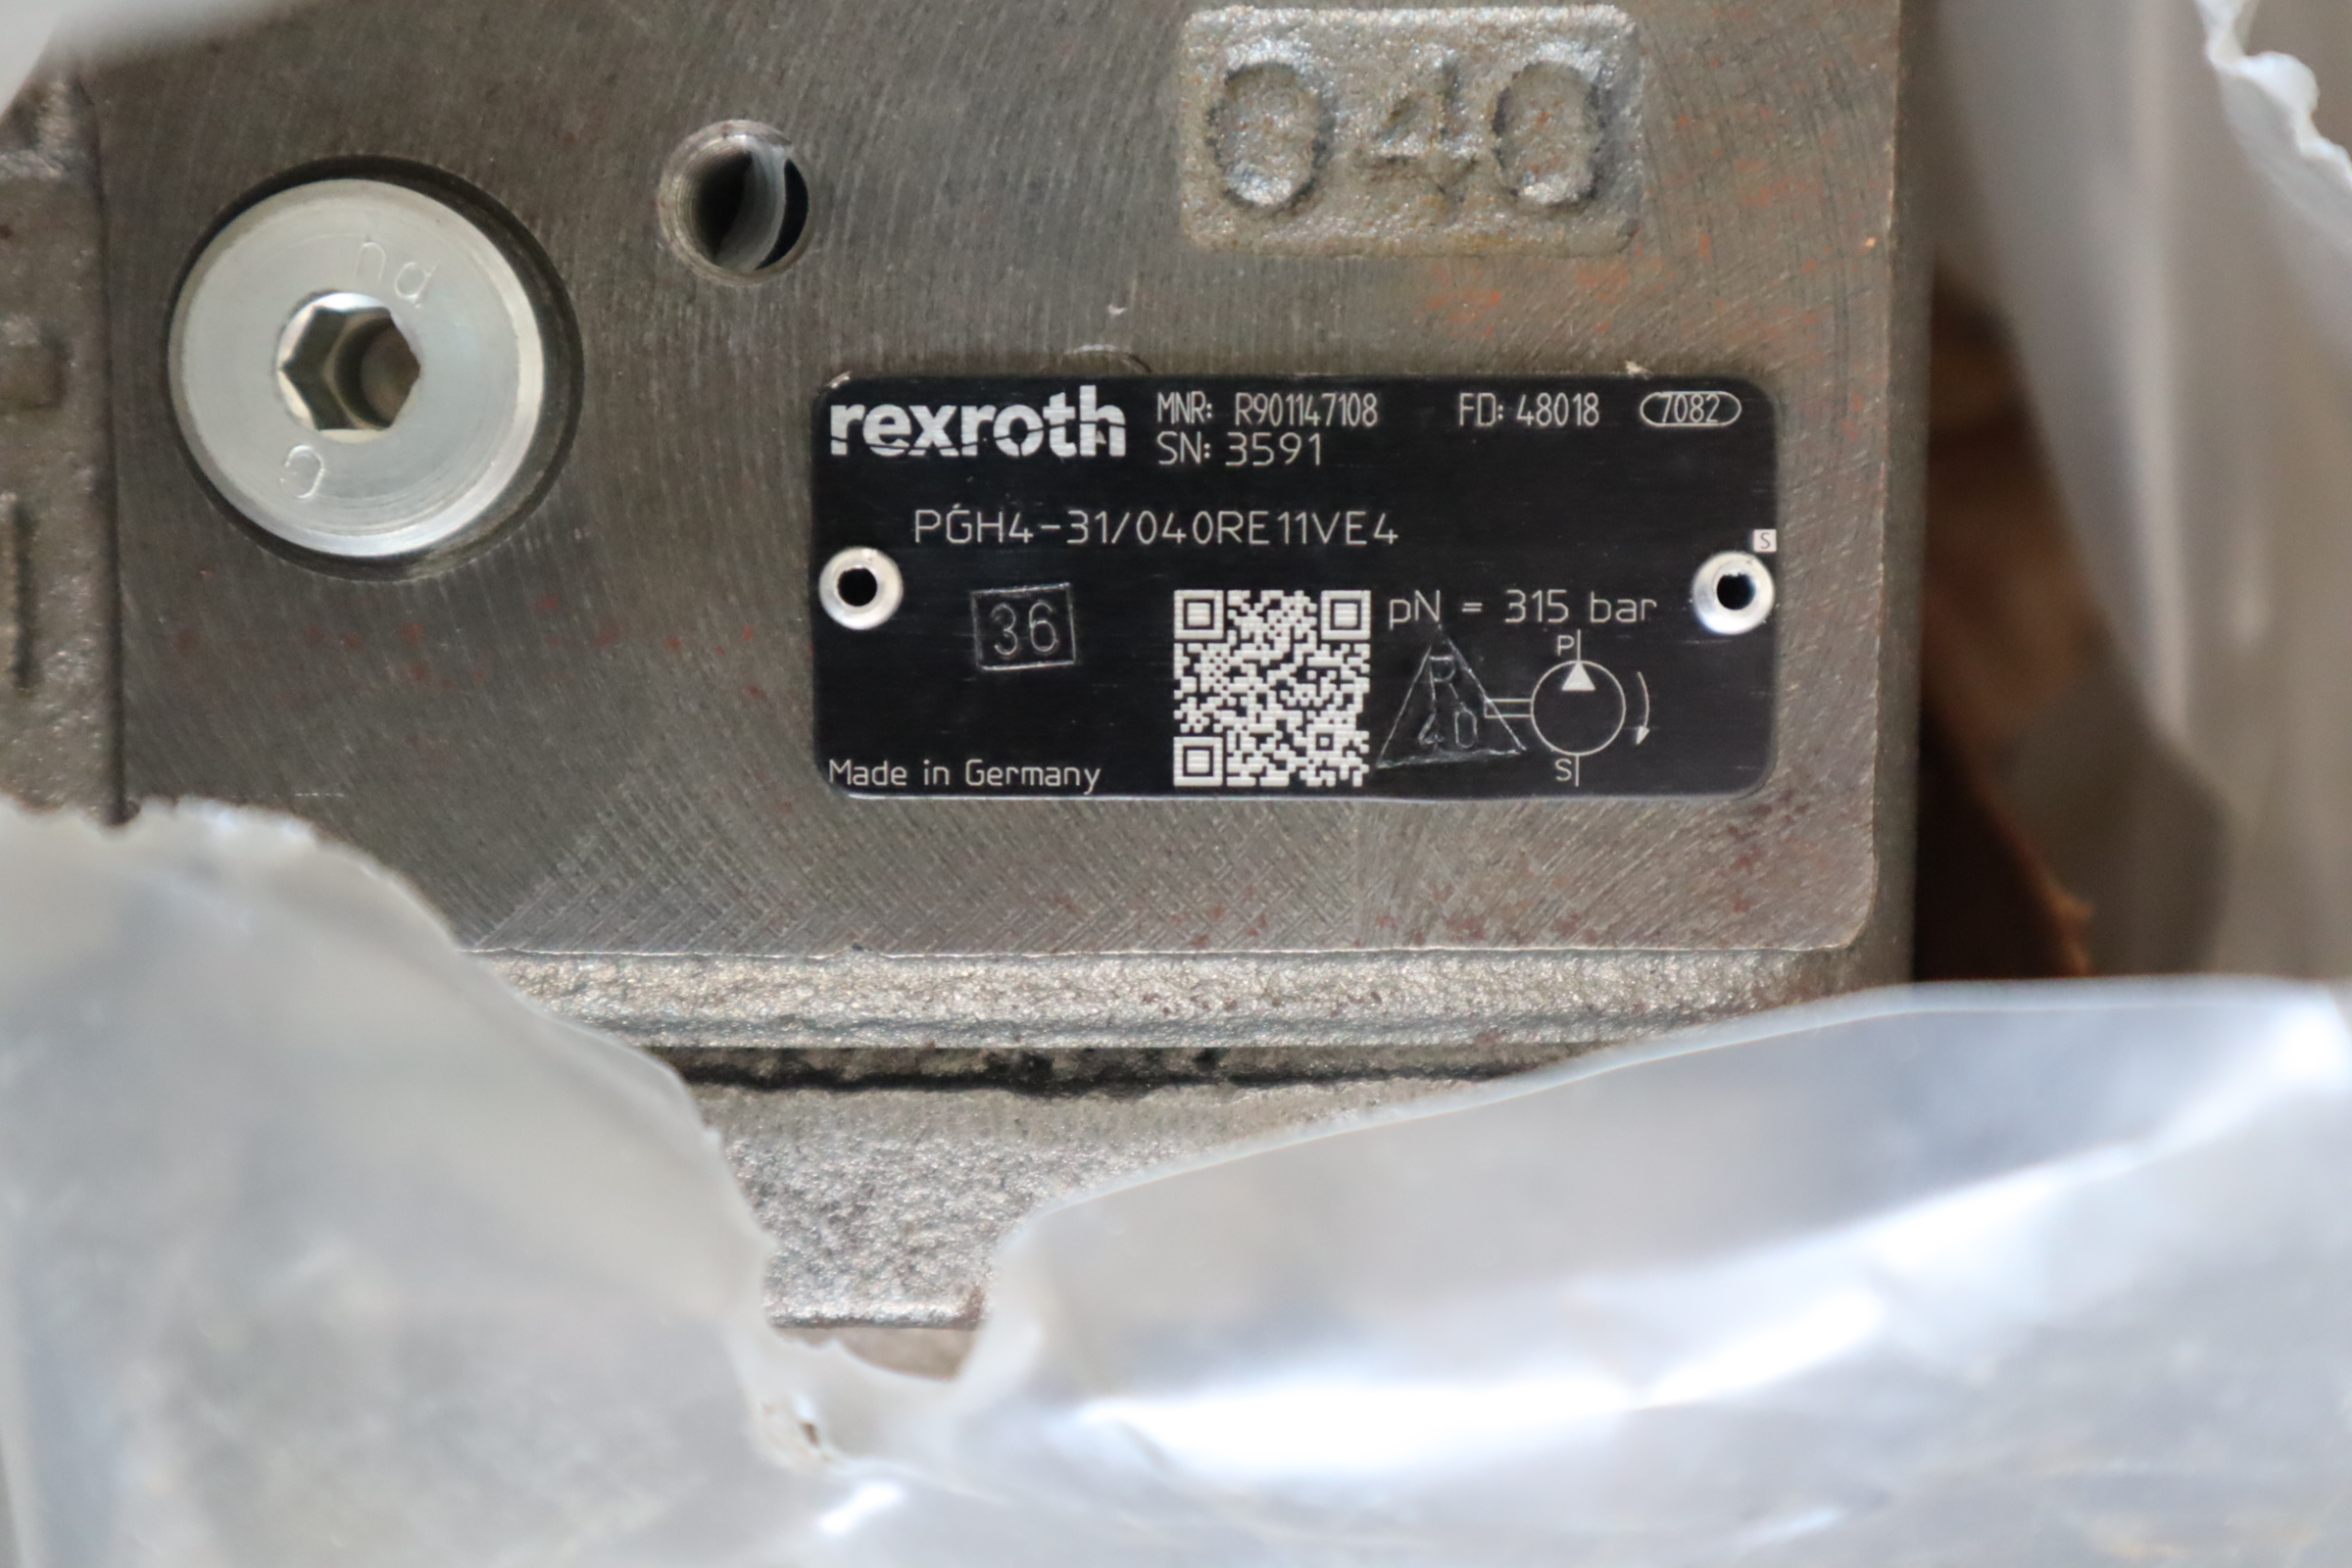 040
rexroth MNR: R901147108 FD: 48018 7082
SN: 3591
PGH4-31/040RE11VE4
S
36
pN = 315 bar
P
R
40
S
Made in Germany